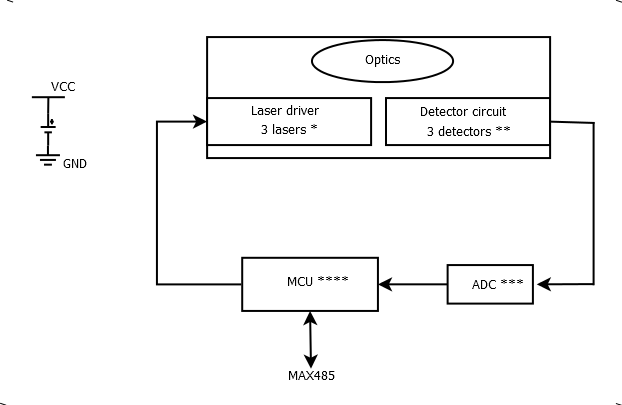 Optics
VCC
Laser driver
3 lasers *
Detector circuit
3 detectors **
GND
MCU ****
ADC ***
MAX485